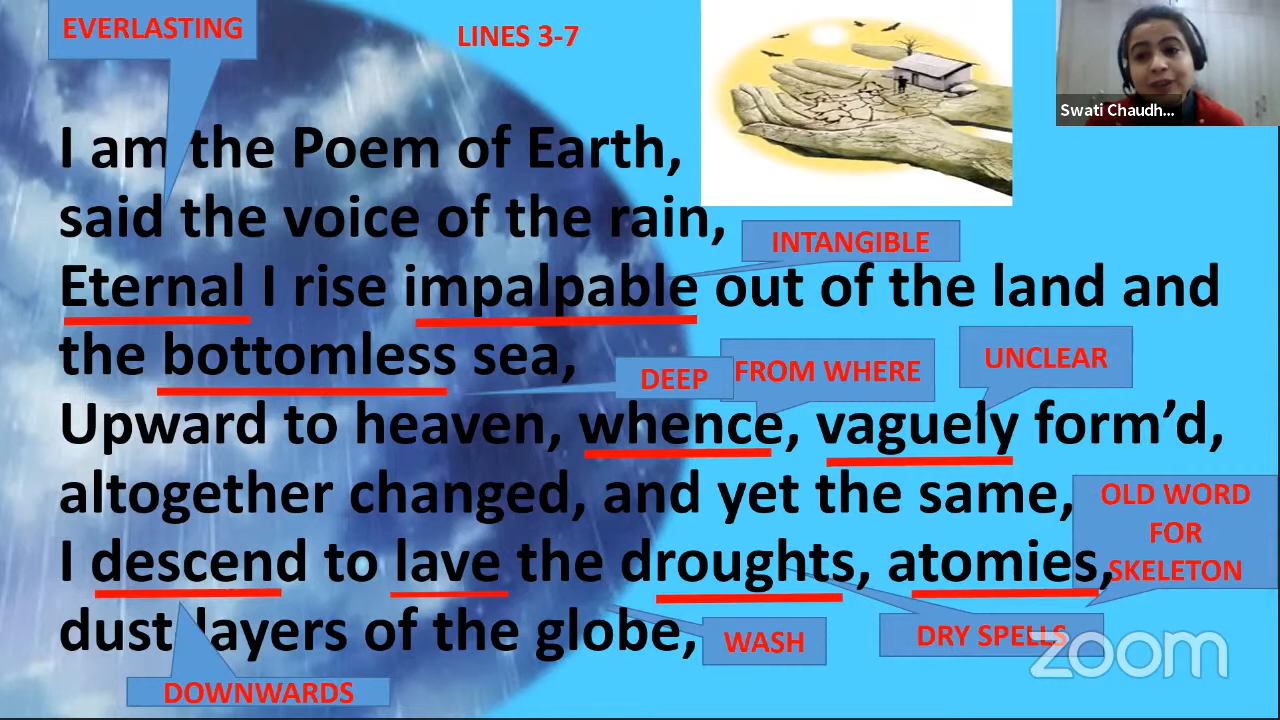 EVERLASTING
LINES 3-7
Swati Chaudh...
I am the Poem of Earth,
said the voice of the rain,
INTANGIBLE
Eternal I rise impalpable out of the land and
the bottomless sea,
DEEP
FROM WHERE
UNCLEAR
Upward to heaven, whence, vaguely form’d,
altogether changed, and yet the same,
OLD WORD
FOR
SKELETON
I descend to lave the droughts, atomies,
dust layers of the globe,
WASH
DRY SPELLS
zoom
DOWNWARDS